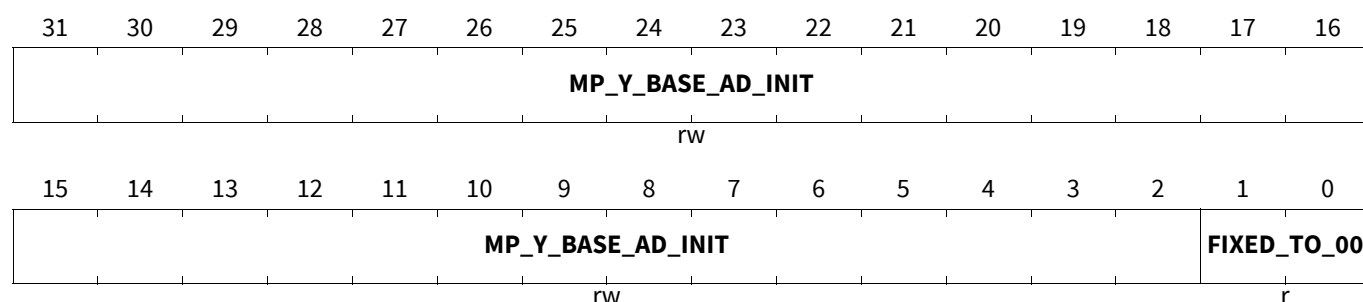 31 30 29 28 27 26 25 24 23 22 21 20 19 18 17 16
MP_Y_BASE_AD_INIT
rw
15 14 13 12 11 10 9 8 7 6 5 4 3 2 1 0
MP_Y_BASE_AD_INIT FIXED_TO_00
rw r